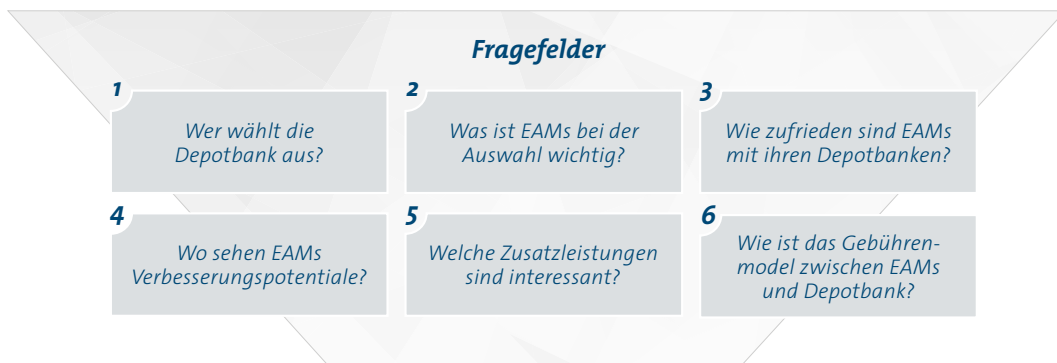 Fragefelder
1
Wer wählt die
Depotbank aus?
2
Was ist EAMs bei der
Auswahl wichtig?
3
Wie zufrieden sind EAMs
mit ihren Depotbanken?
4
Wo sehen EAMs
Verbesserungspotentiale?
5
Welche Zusatzleistungen
sind interessant?
6
Wie ist das Gebühren-
model zwischen EAMs
und Depotbank?